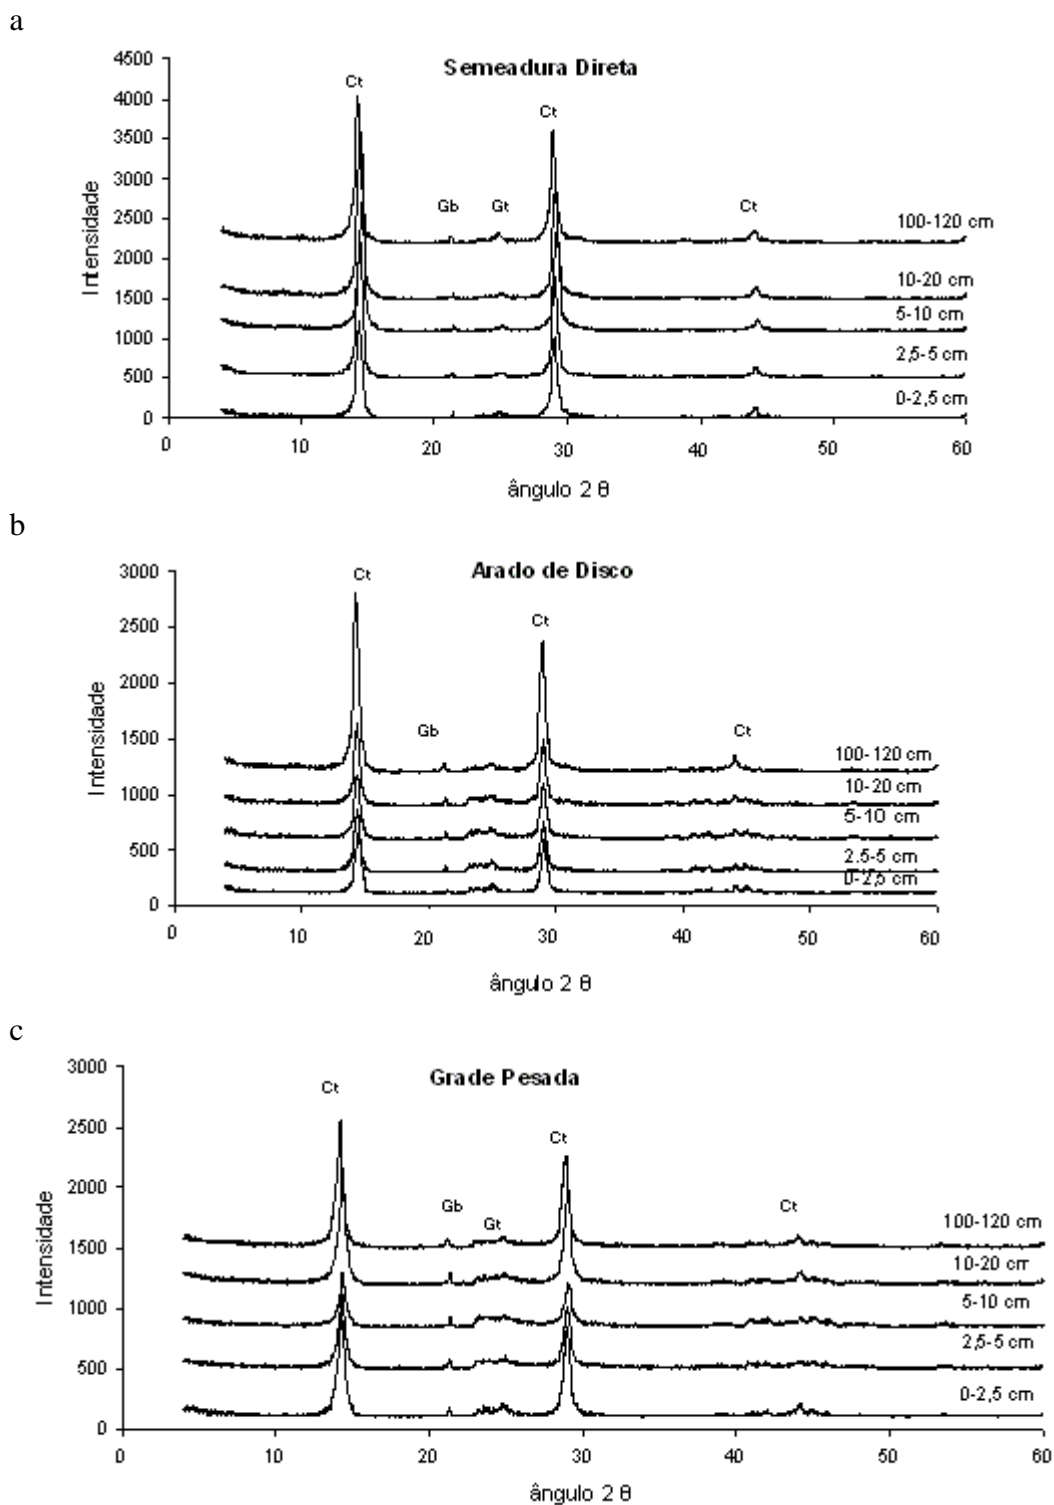 a
Semeadura Direta
4500
4000
3500
3000
2500
2000
1500
1000
500
0
Intensidade
Ct
Gb
Gt
Ct
Ct
100-120 cm
10-20 cm
5-10 cm
2,5-5 cm
0-2,5 cm
0 10 20 30 40 50 60
ângulo 2 θ
b
Arado de Disco
3000
2500
2000
1500
1000
500
0
Intensidade
Ct
Gb
Ct
Ct
100-120 cm
10-20 cm
5-10 cm
2.5-5 cm
0-2,5 cm
0 10 20 30 40 50 60
ângulo 2 θ
c
Grade Pesada
3000
2500
2000
1500
1000
500
0
Intensidade
Ct
Gb
Gt
Ct
Ct
100-120 cm
10-20 cm
5-10 cm
2,5-5 cm
0-2,5 cm
0 10 20 30 40 50 60
ângulo 2 θ